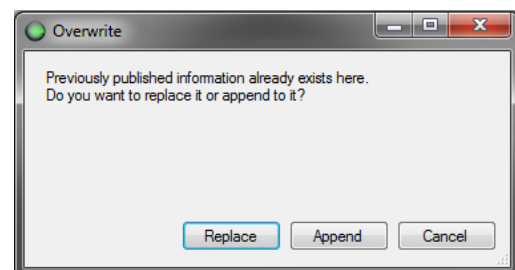 Overwrite
Previously published information already exists here.
Do you want to replace it or append to it?
Replace Append Cancel